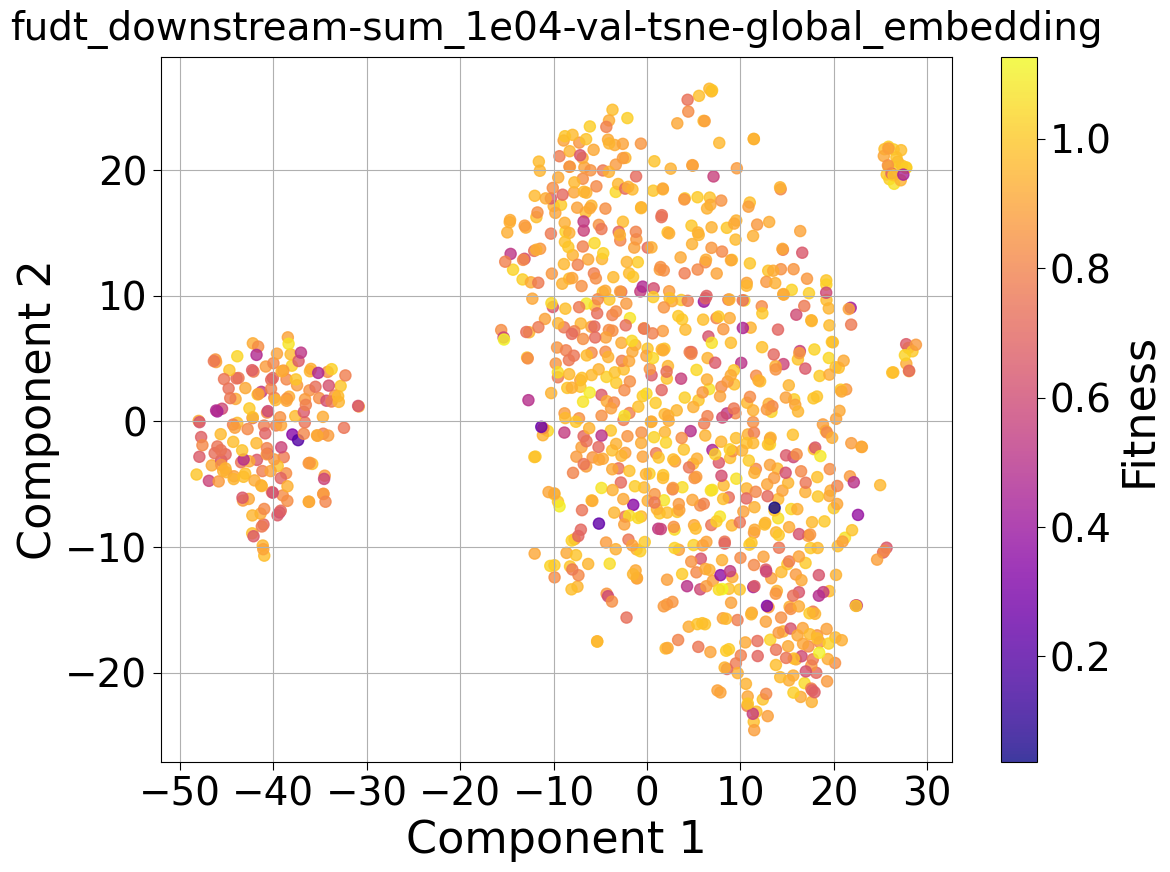 fudt_downstream-sum_1e04-val-tsne-global_embedding
Component 2
20
10
0
−10
−20
−50 −40 −30 −20 −10 0 10 20 30
Component 1
1.0
0.8
0.6
0.4
0.2
Fitness